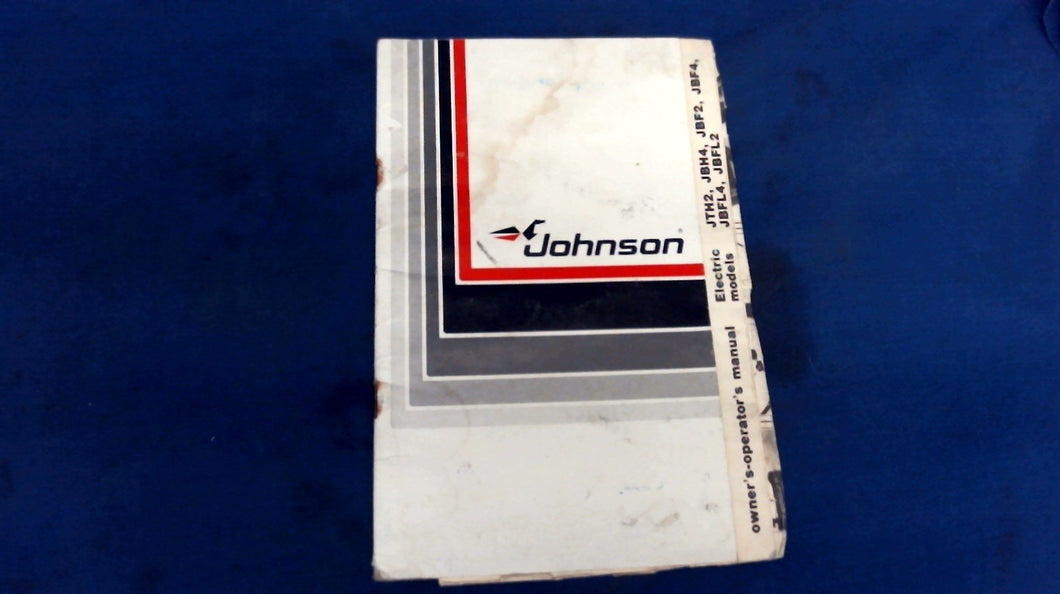 Johnson
owner's-operator's manual
Electric models
JTH2, JBH4, JBF2, JBF4,
JBFL4, JBFL2